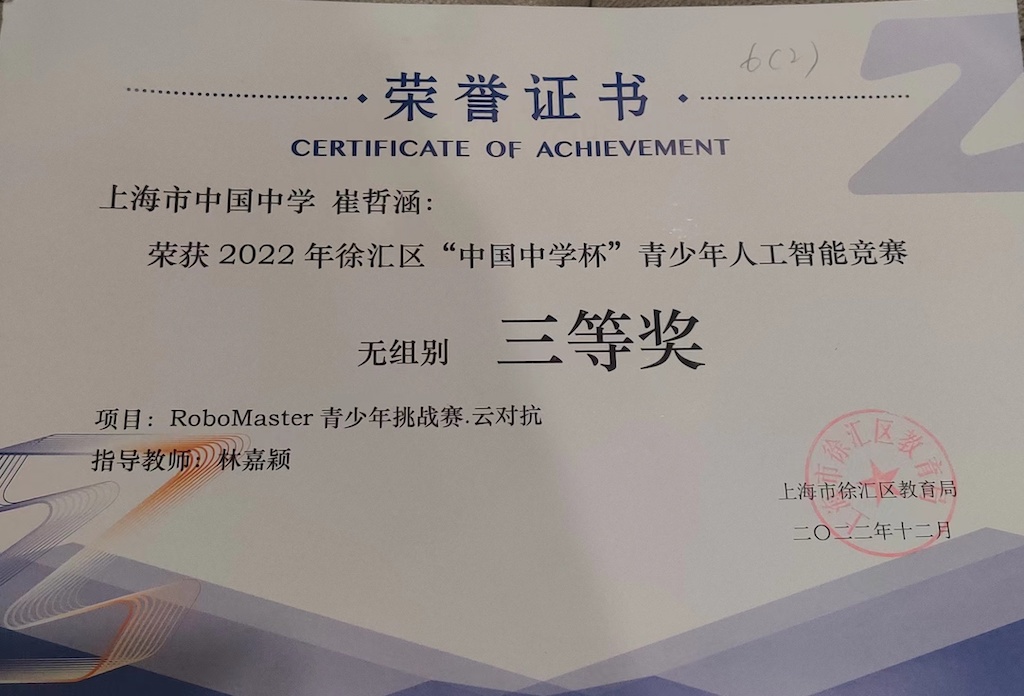 6(2)
荣誉证书
CERTIFICATE OF ACHIEVEMENT
上海市中国中学 崔哲涵：
荣获 2022 年徐汇区“中国中学杯”青少年人工智能竞赛
无组别 三等奖
项目：RoboMaster 青少年挑战赛.云对抗
指导教师：林嘉颖
上海市徐汇区教育局
上海市徐汇区教育局
二〇二二年十二月